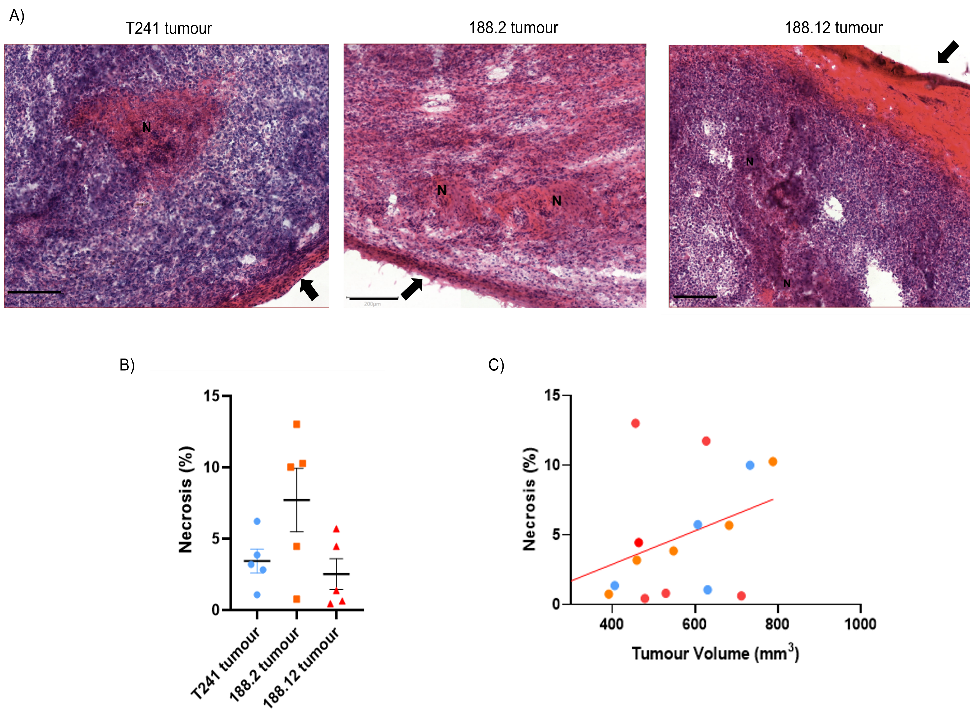 A)
T241 tumour
188.2 tumour
188.12 tumour
N
N
N
N
N
200µm
B)
C)
15
10
5
0
Necrosis (%)
T241 tumour
188.2 tumour
188.12 tumour
15
10
5
0
Necrosis (%)
400
600
800
1000
Tumour Volume (mm³)